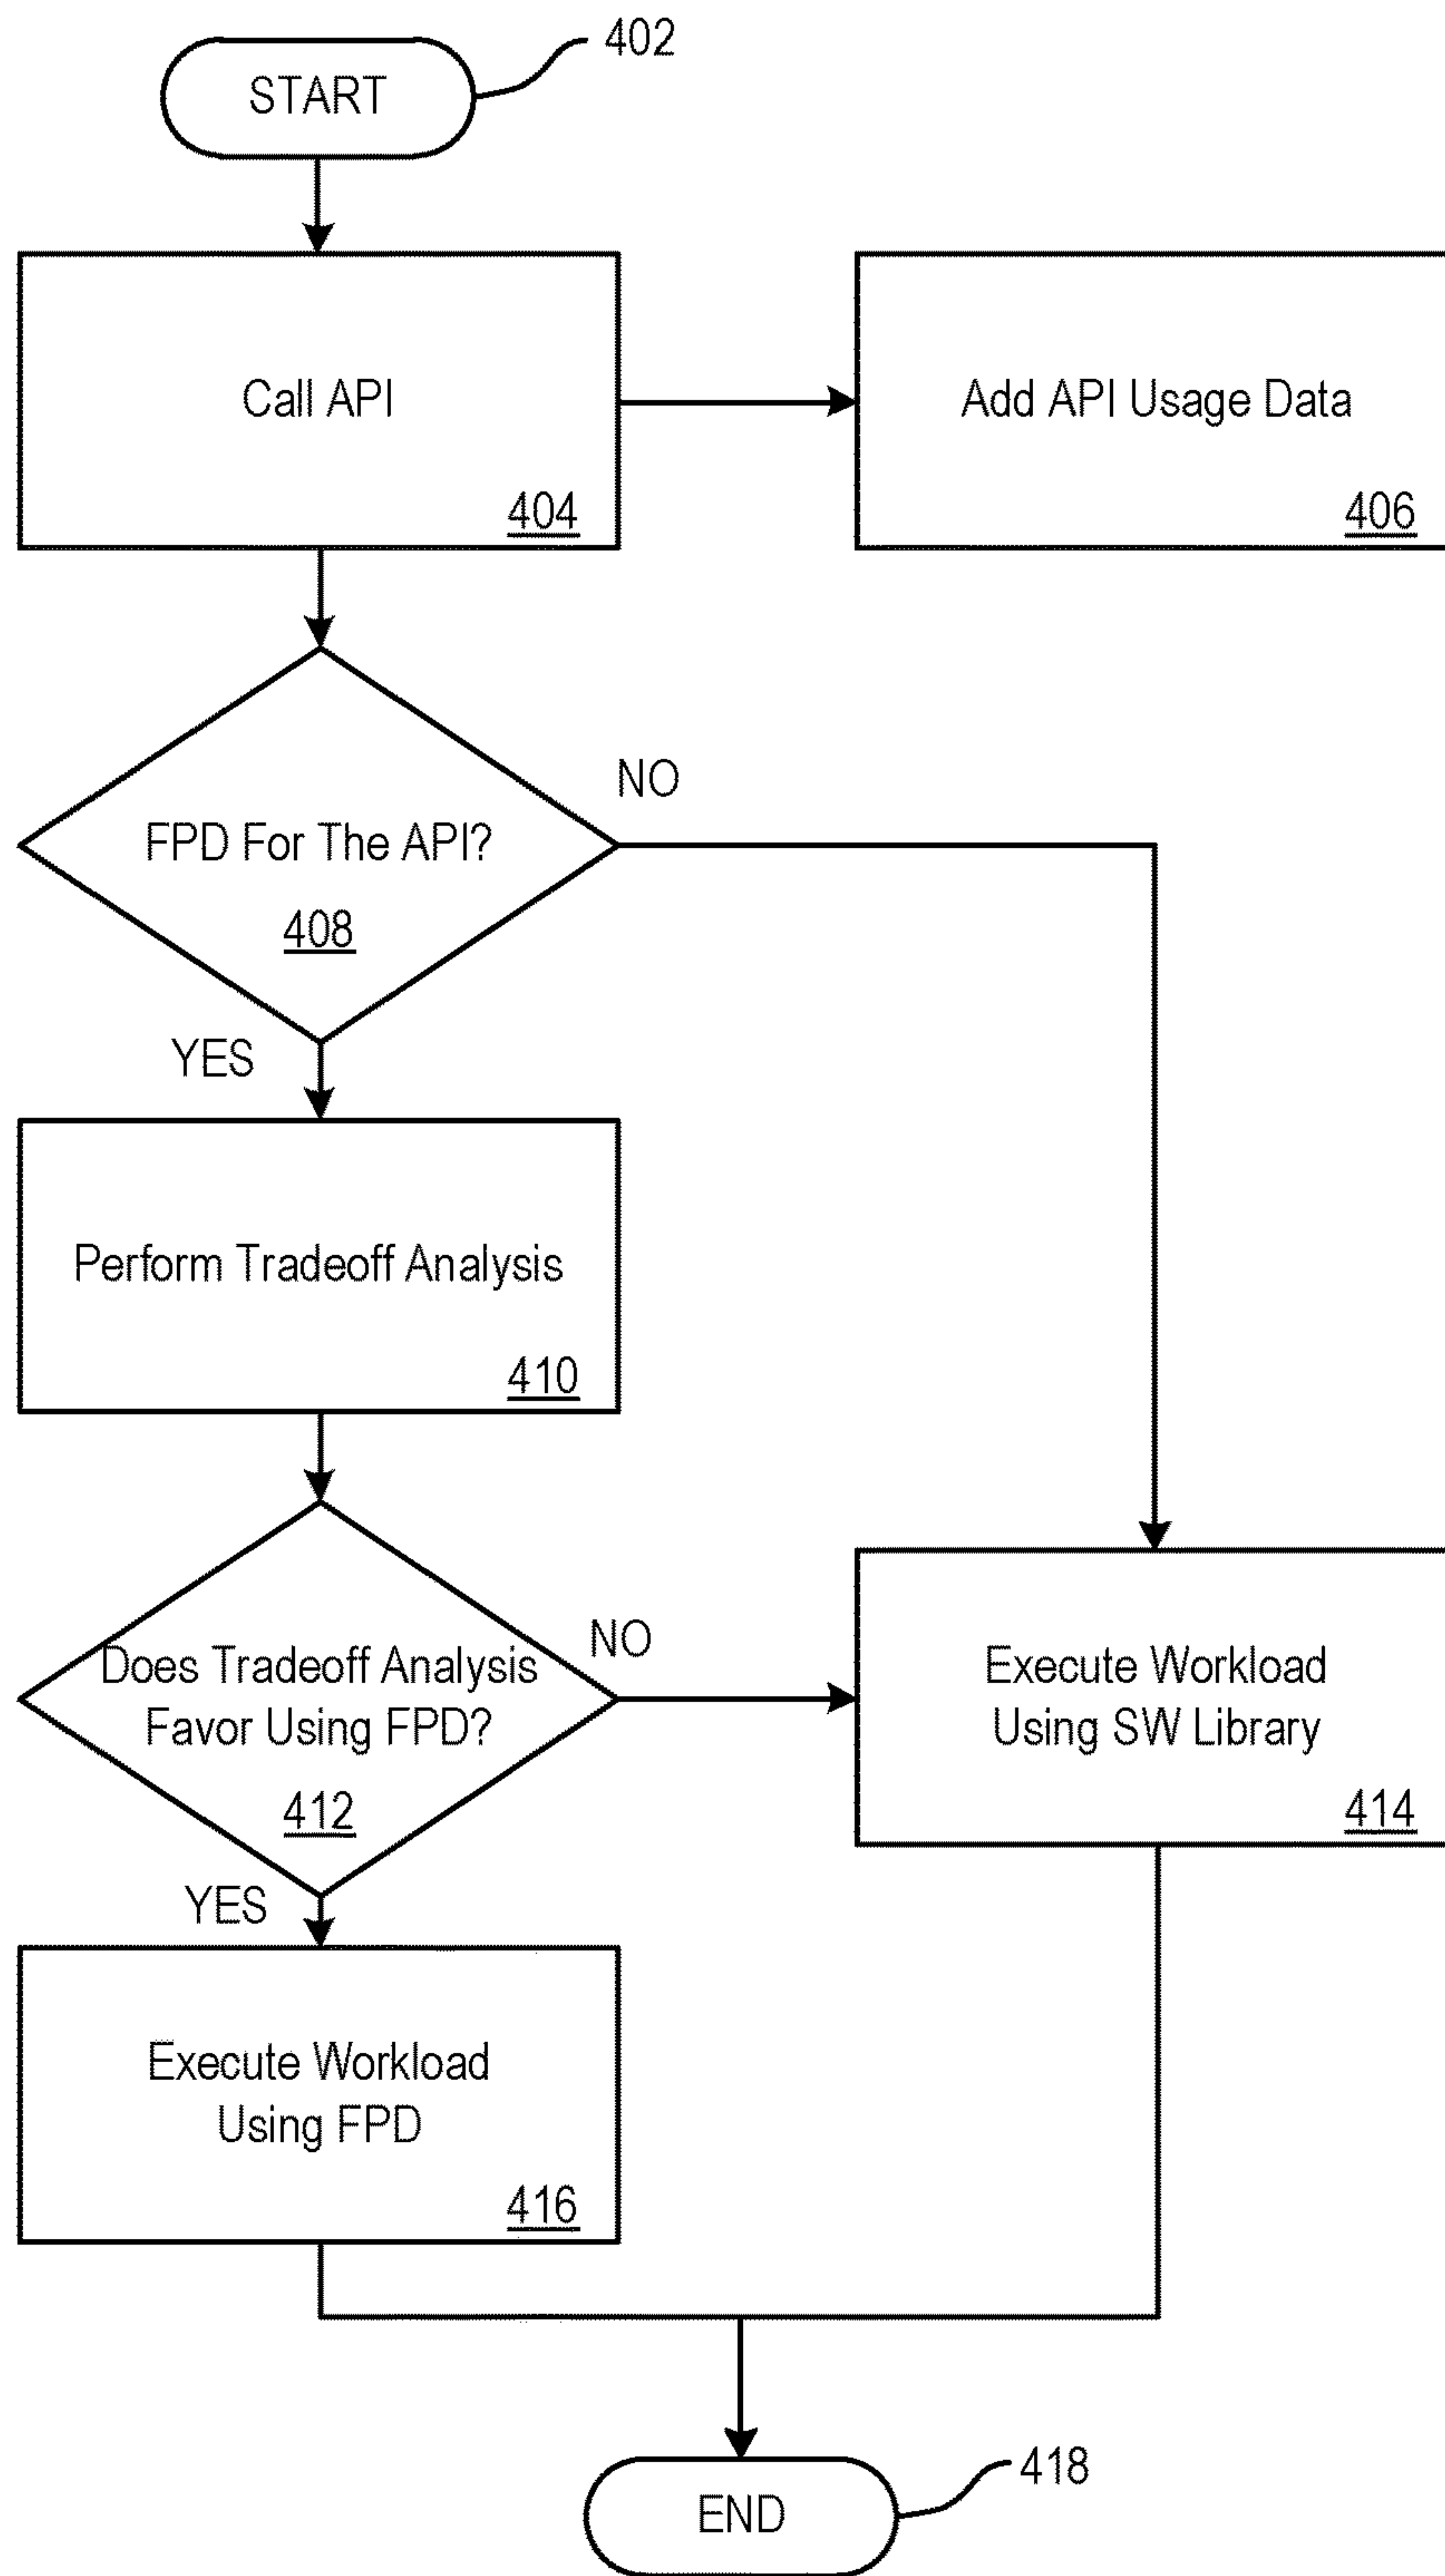 402
START
Call API
404
Add API Usage Data
406
NO
FPD For The API?
408
YES
Perform Tradeoff Analysis
410
NO
Does Tradeoff Analysis
Favor Using FPD?
412
Execute Workload
Using SW Library
414
YES
Execute Workload
Using FPD
416
418
END